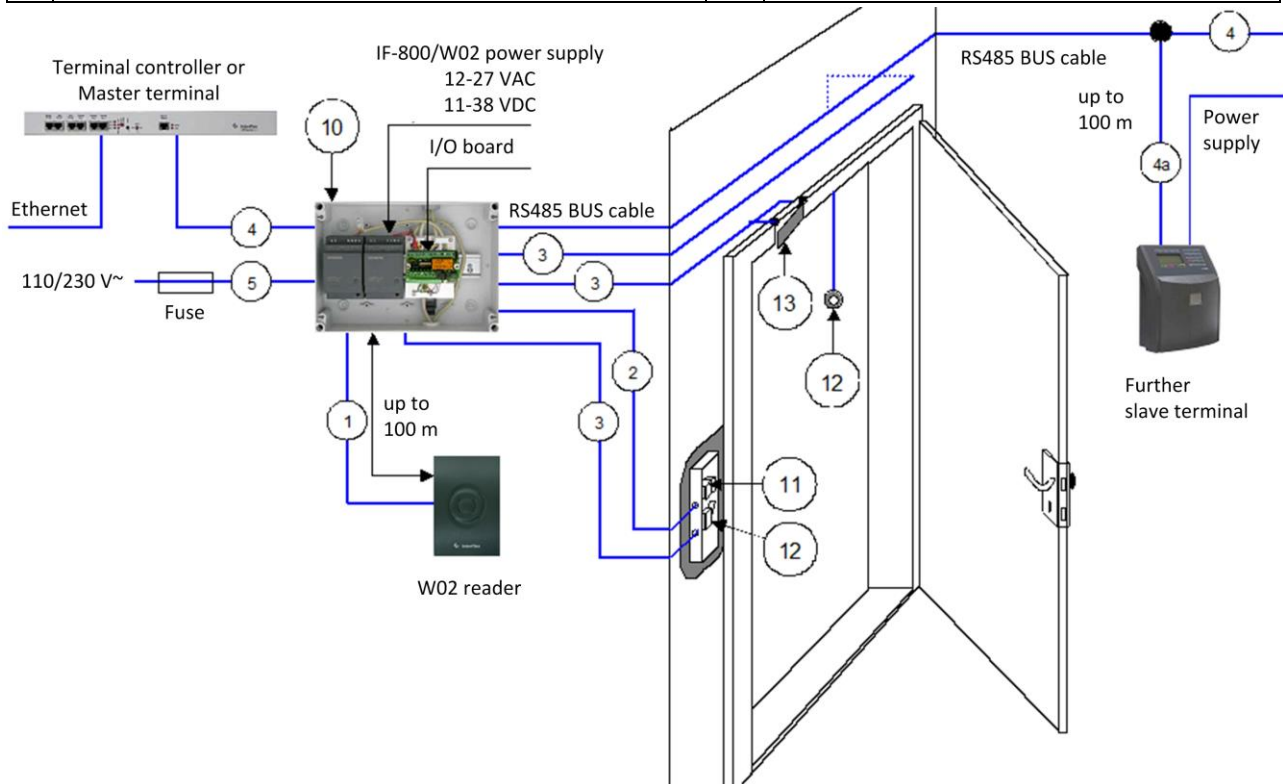 IF-800/W02 power supply
12-27 VAC
11-38 VDC
Terminal controller or
Master terminal
10
I/O board
RS485 BUS cable
4
up to
100 m
Power
supply
4a
Ethernet
4
RS485 BUS cable
3
110/230 V~
5
3
Fuse
13
12
2
Further
slave terminal
1
up to
100 m
3
11
12
W02 reader